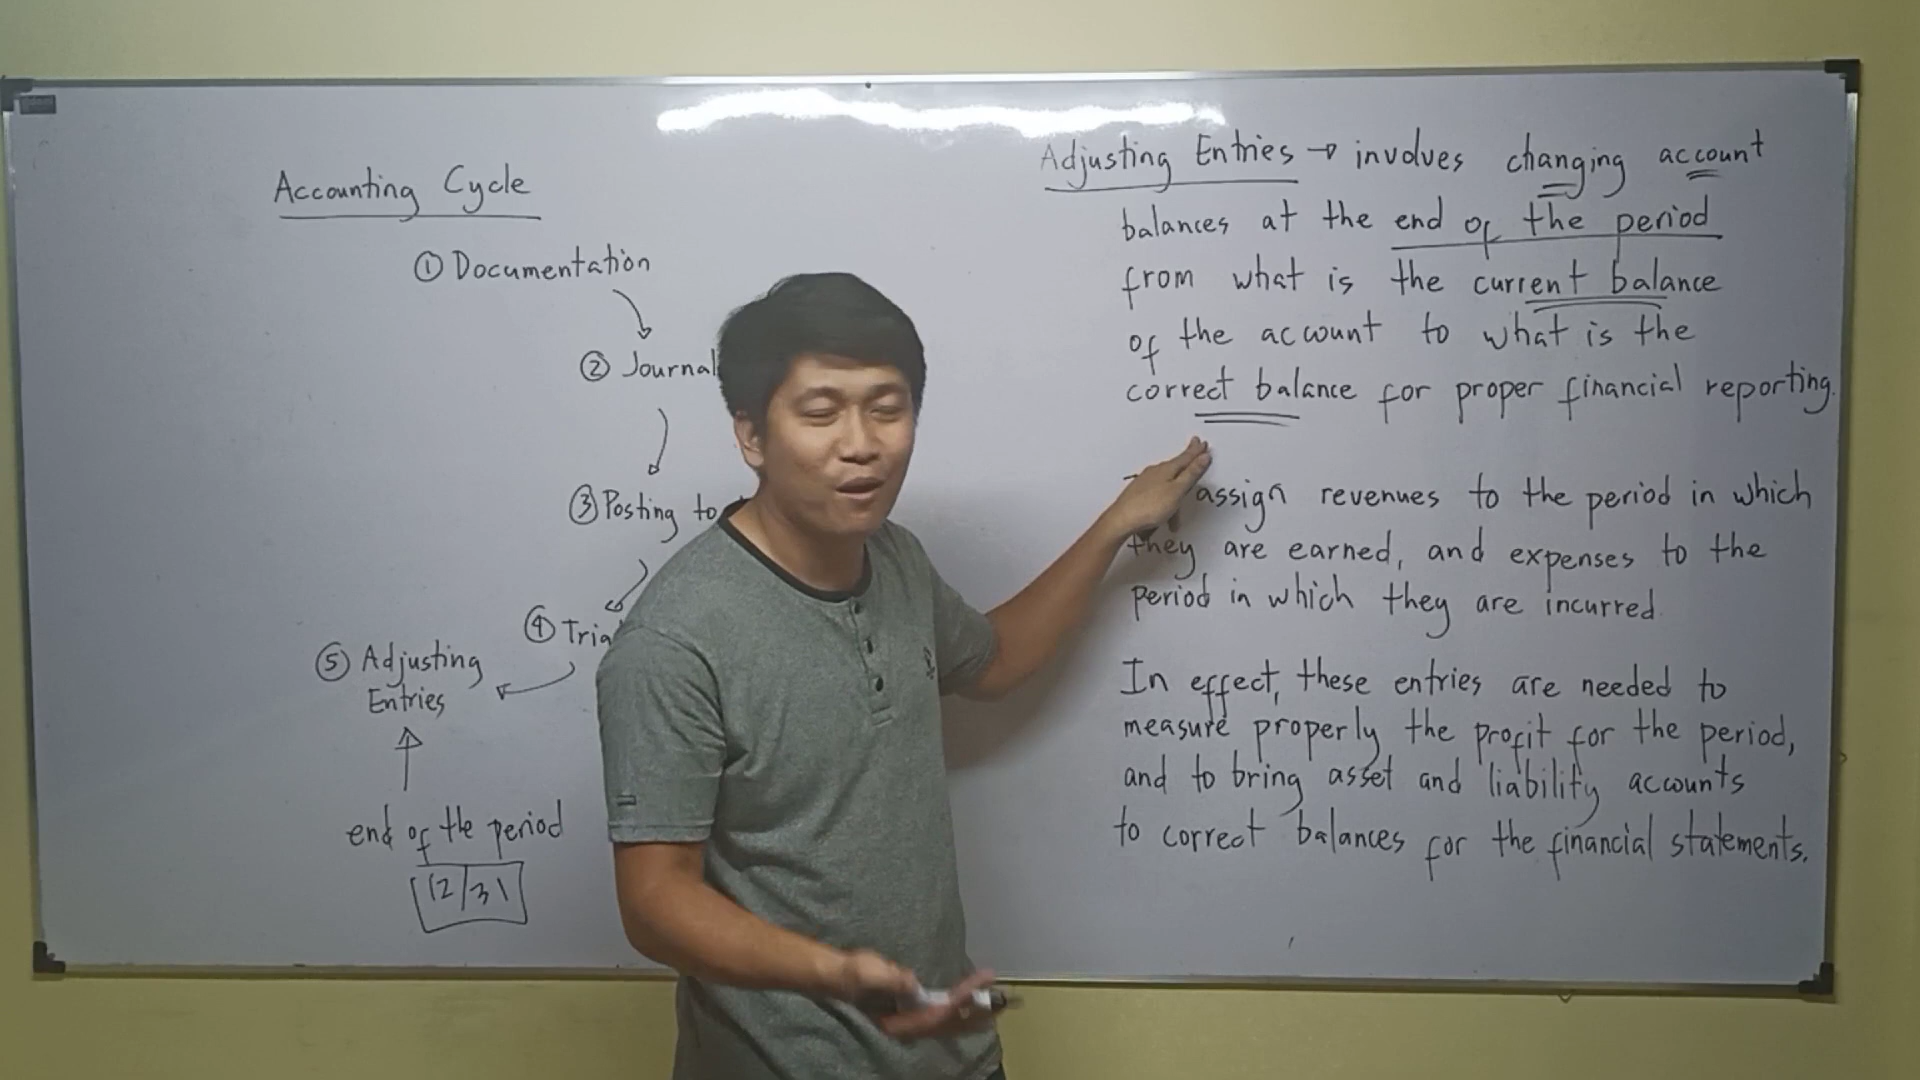 Accounting Cycle
① Documentation
② Journal
③ Posting to
④ Tria
⑤ Adjusting
Entries
end of the period
12/31
Adjusting Entries → involves changing account
balances at the end of the period
from what is the current balance
of the account to what is the
correct balance for proper financial reporting.
assign revenues to the period in which
they are earned, and expenses to the
period in which they are incurred.
In effect, these entries are needed to
measure properly the profit for the period,
and to bring asset and liability accounts
to correct balances for the financial statements.